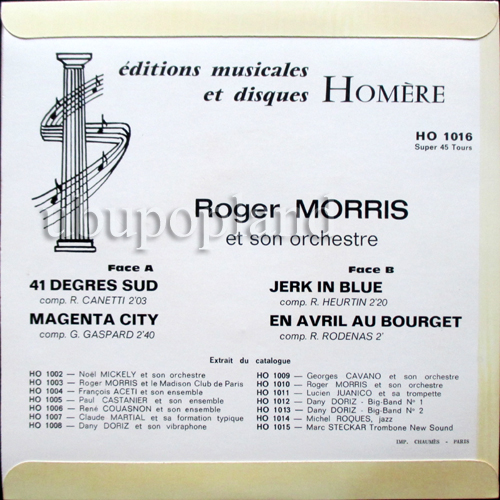 éditions musicales
et disques HOMÈRE
HO 1016
Super 45 Tours
ubupopland
Roger MORRIS
et son orchestre
Face A
41 DEGRES SUD
comp. R. CANETTI 2'03
MAGENTA CITY
comp. G. GASPARD 2'40
Face B
JERK IN BLUE
comp. R. HEURTIN 2'20
EN AVRIL AU BOURGET
comp. R. RODENAS 2'
Extrait du catalogue
HO 1002 — Noël MICKELY et son orchestre
HO 1003 — Roger MORRIS et le Madison Club de Paris
HO 1004 — François ACETI et son ensemble
HO 1005 — Paul CASTANIER et son ensemble
HO 1006 — René COUASNON et son ensemble
HO 1007 — Claude MARTIAL et sa formation typique
HO 1008 — Dany DORIZ et son vibraphone
HO 1009 — Georges CAVANO et son orchestre
HO 1010 — Roger MORRIS et son orchestre
HO 1011 — Lucien JUANICO et sa trompette
HO 1012 — Dany DORIZ - Big-Band N° 1
HO 1013 — Dany DORIZ - Big-Band N° 2
HO 1014 — Michel ROQUES, jazz
HO 1015 — Marc STECKAR Trombone New Sound
IMP. CHAUMÈS - PARIS